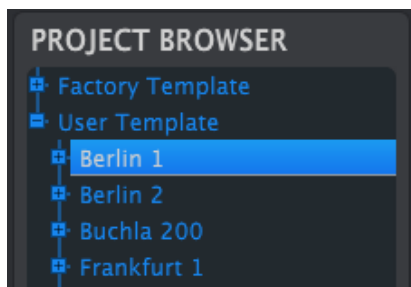 PROJECT BROWSER
Factory Template
User Template
Berlin 1
Berlin 2
Buchla 200
Frankfurt 1